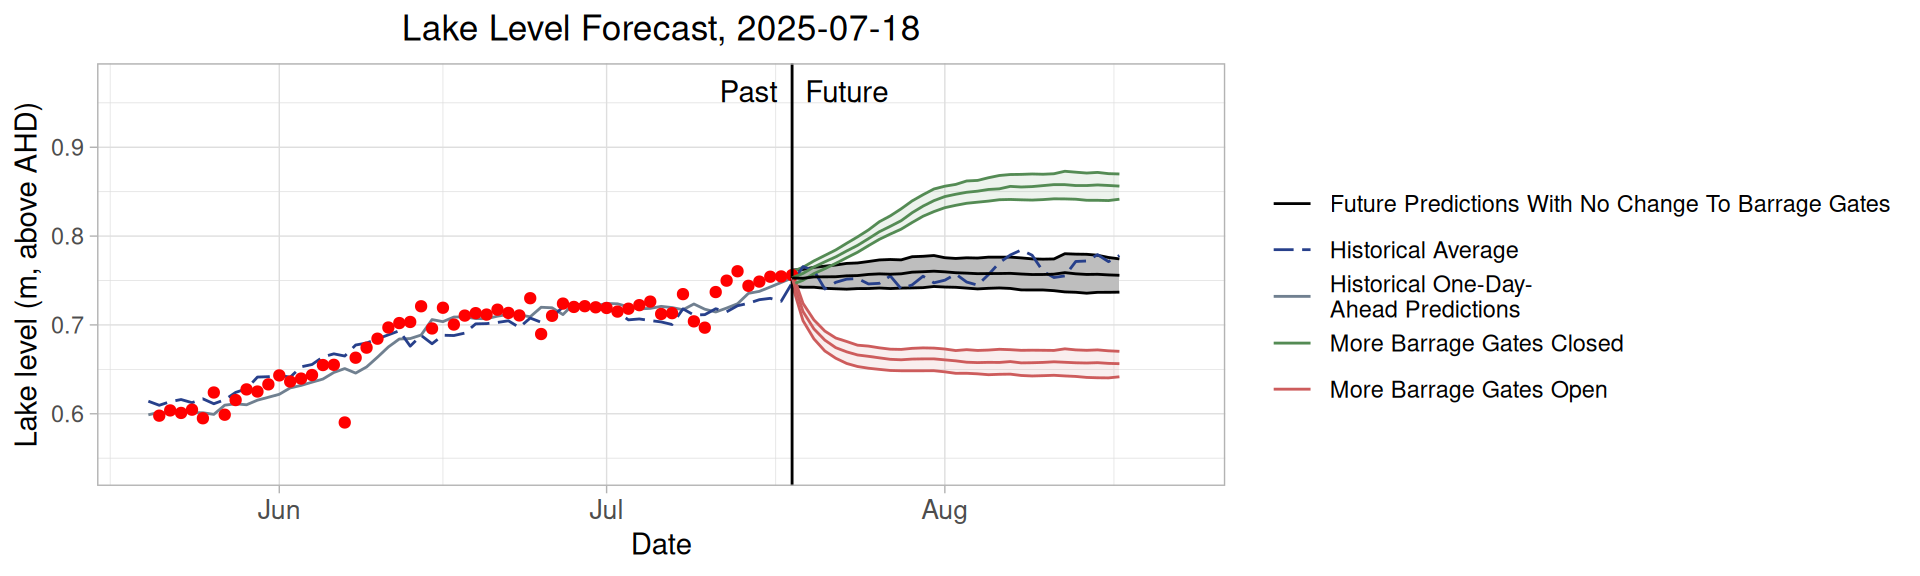 Lake Level Forecast, 2025-07-18
Past
Future
Lake level (m, above AHD)
0.9
0.8
0.7
0.6
Jun
Jul
Aug
Date
Future Predictions With No Change To Barrage Gates
Historical Average
Historical One-Day-
Ahead Predictions
More Barrage Gates Closed
More Barrage Gates Open